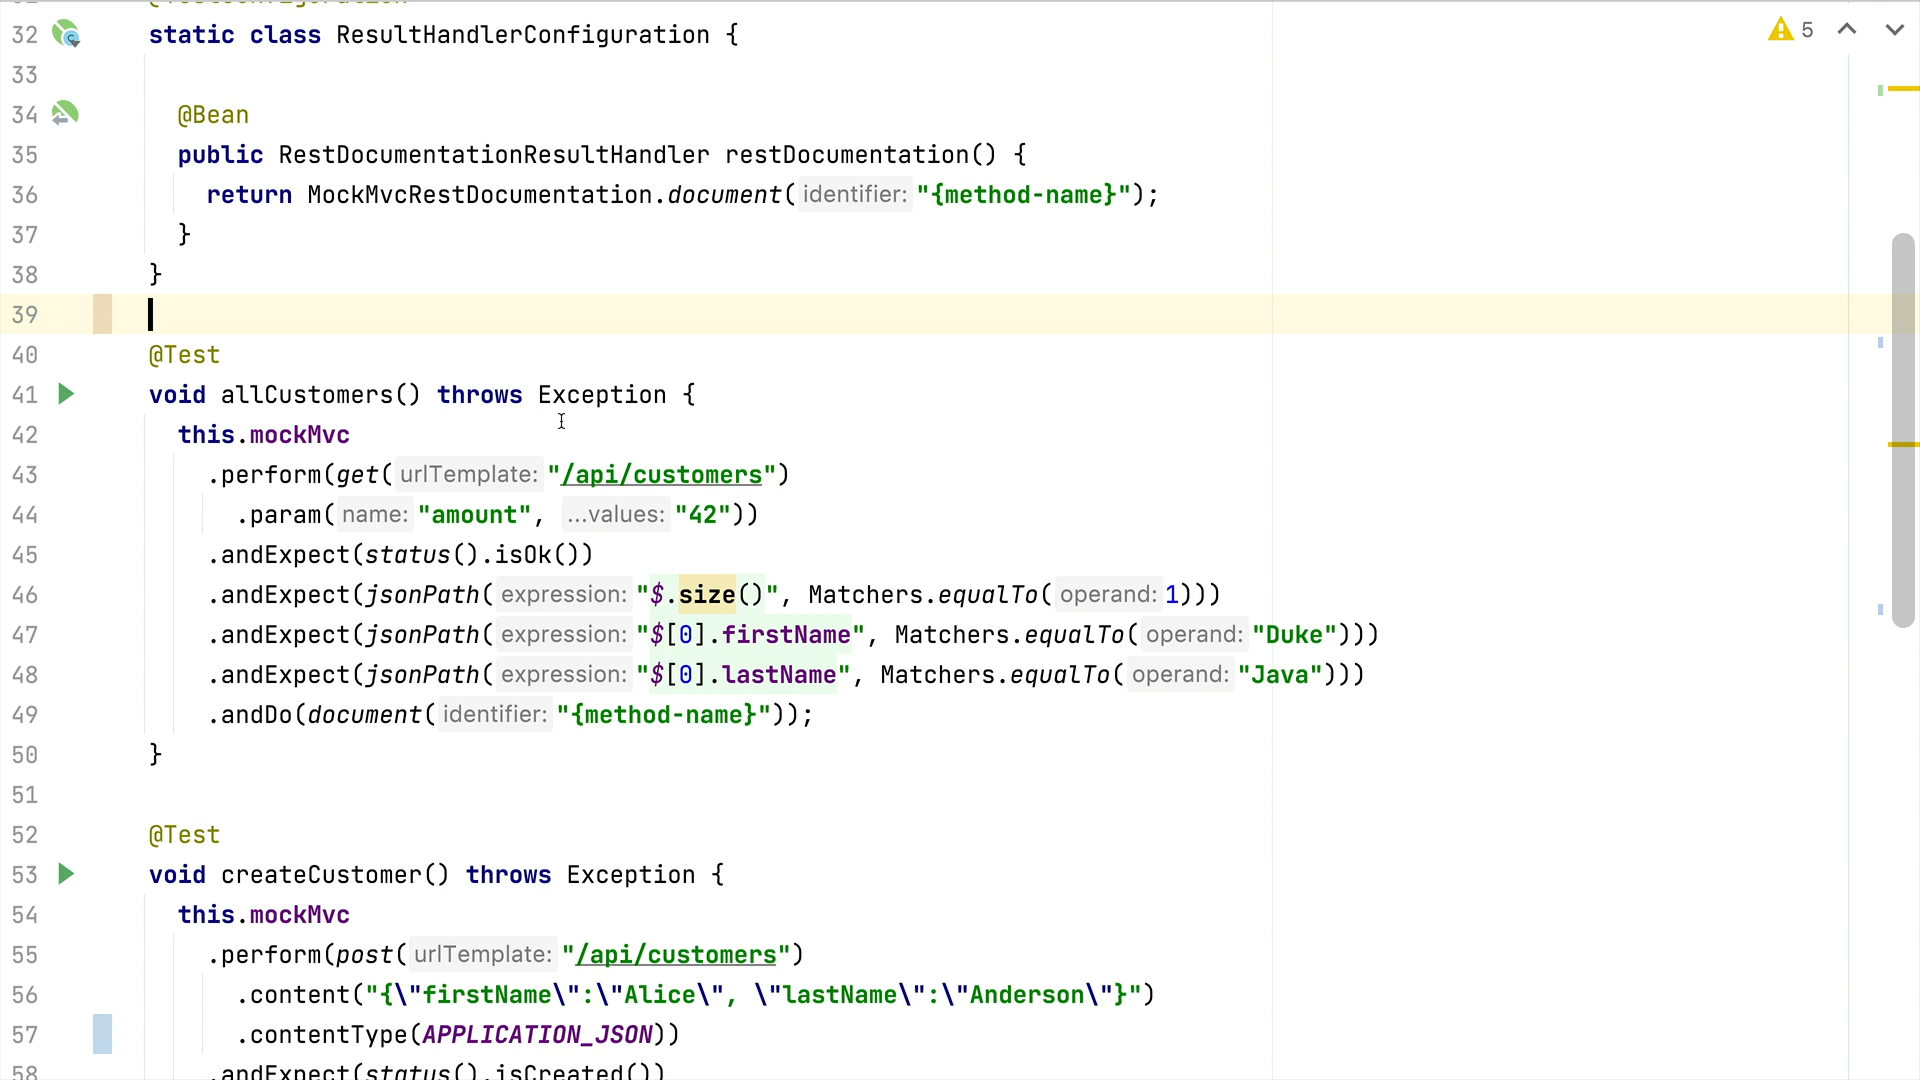 32 static class ResultHandlerConfiguration {
5
33
34 @Bean
35 public RestDocumentationResultHandler restDocumentation() {
36 return MockMvcRestDocumentation.document( identifier: "{method-name}");
37 }
38 }
39
40 @Test
41 void allCustomers() throws Exception {
42 this.mockMvc
43 .perform(get( urlTemplate: "/api/customers")
44 .param( name: "amount", ...values: "42"))
45 .andExpect(status().isOk())
46 .andExpect(jsonPath( expression: "$.size()", Matchers.equalTo( operand: 1)))
47 .andExpect(jsonPath( expression: "$[0].firstName", Matchers.equalTo( operand: "Duke")))
48 .andExpect(jsonPath( expression: "$[0].lastName", Matchers.equalTo( operand: "Java")))
49 .andDo(document( identifier: "{method-name}"));
50 }
51
52 @Test
53 void createCustomer() throws Exception {
54 this.mockMvc
55 .perform(post( urlTemplate: "/api/customers")
56 .content("{\"firstName\":\"Alice\", \"lastName\":\"Anderson\"}")
57 .contentType(APPLICATION_JSON))
58 .andExpect(status().isCreated())